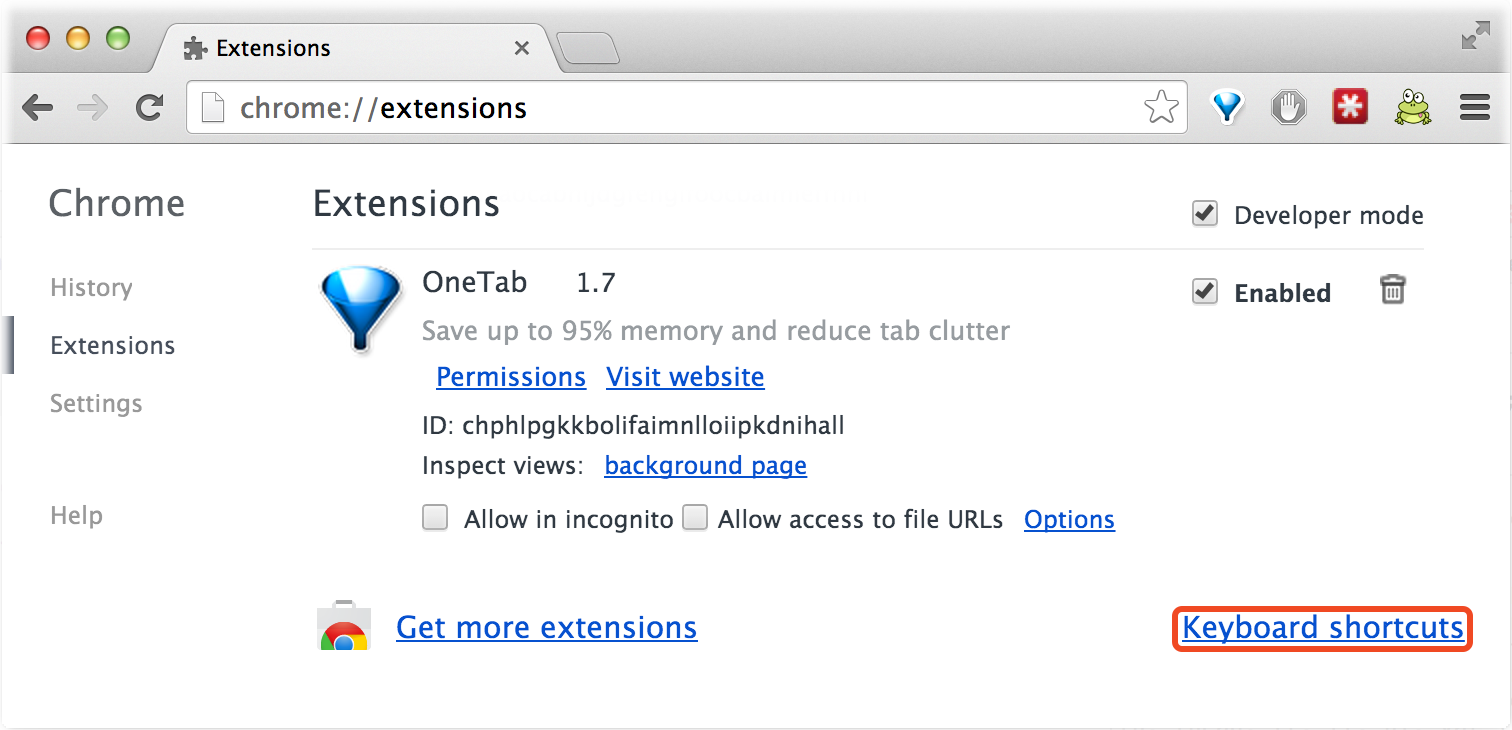 Extensions
chrome://extensions
Chrome
Extensions
Developer mode
History
Extensions
Settings
Help
OneTab 1.7
Enabled
Save up to 95% memory and reduce tab clutter
Permissions Visit website
ID: chphlpgkkbolifaimnlloiipkdnihall
Inspect views: background page
Allow in incognito Allow access to file URLs Options
Get more extensions
Keyboard shortcuts